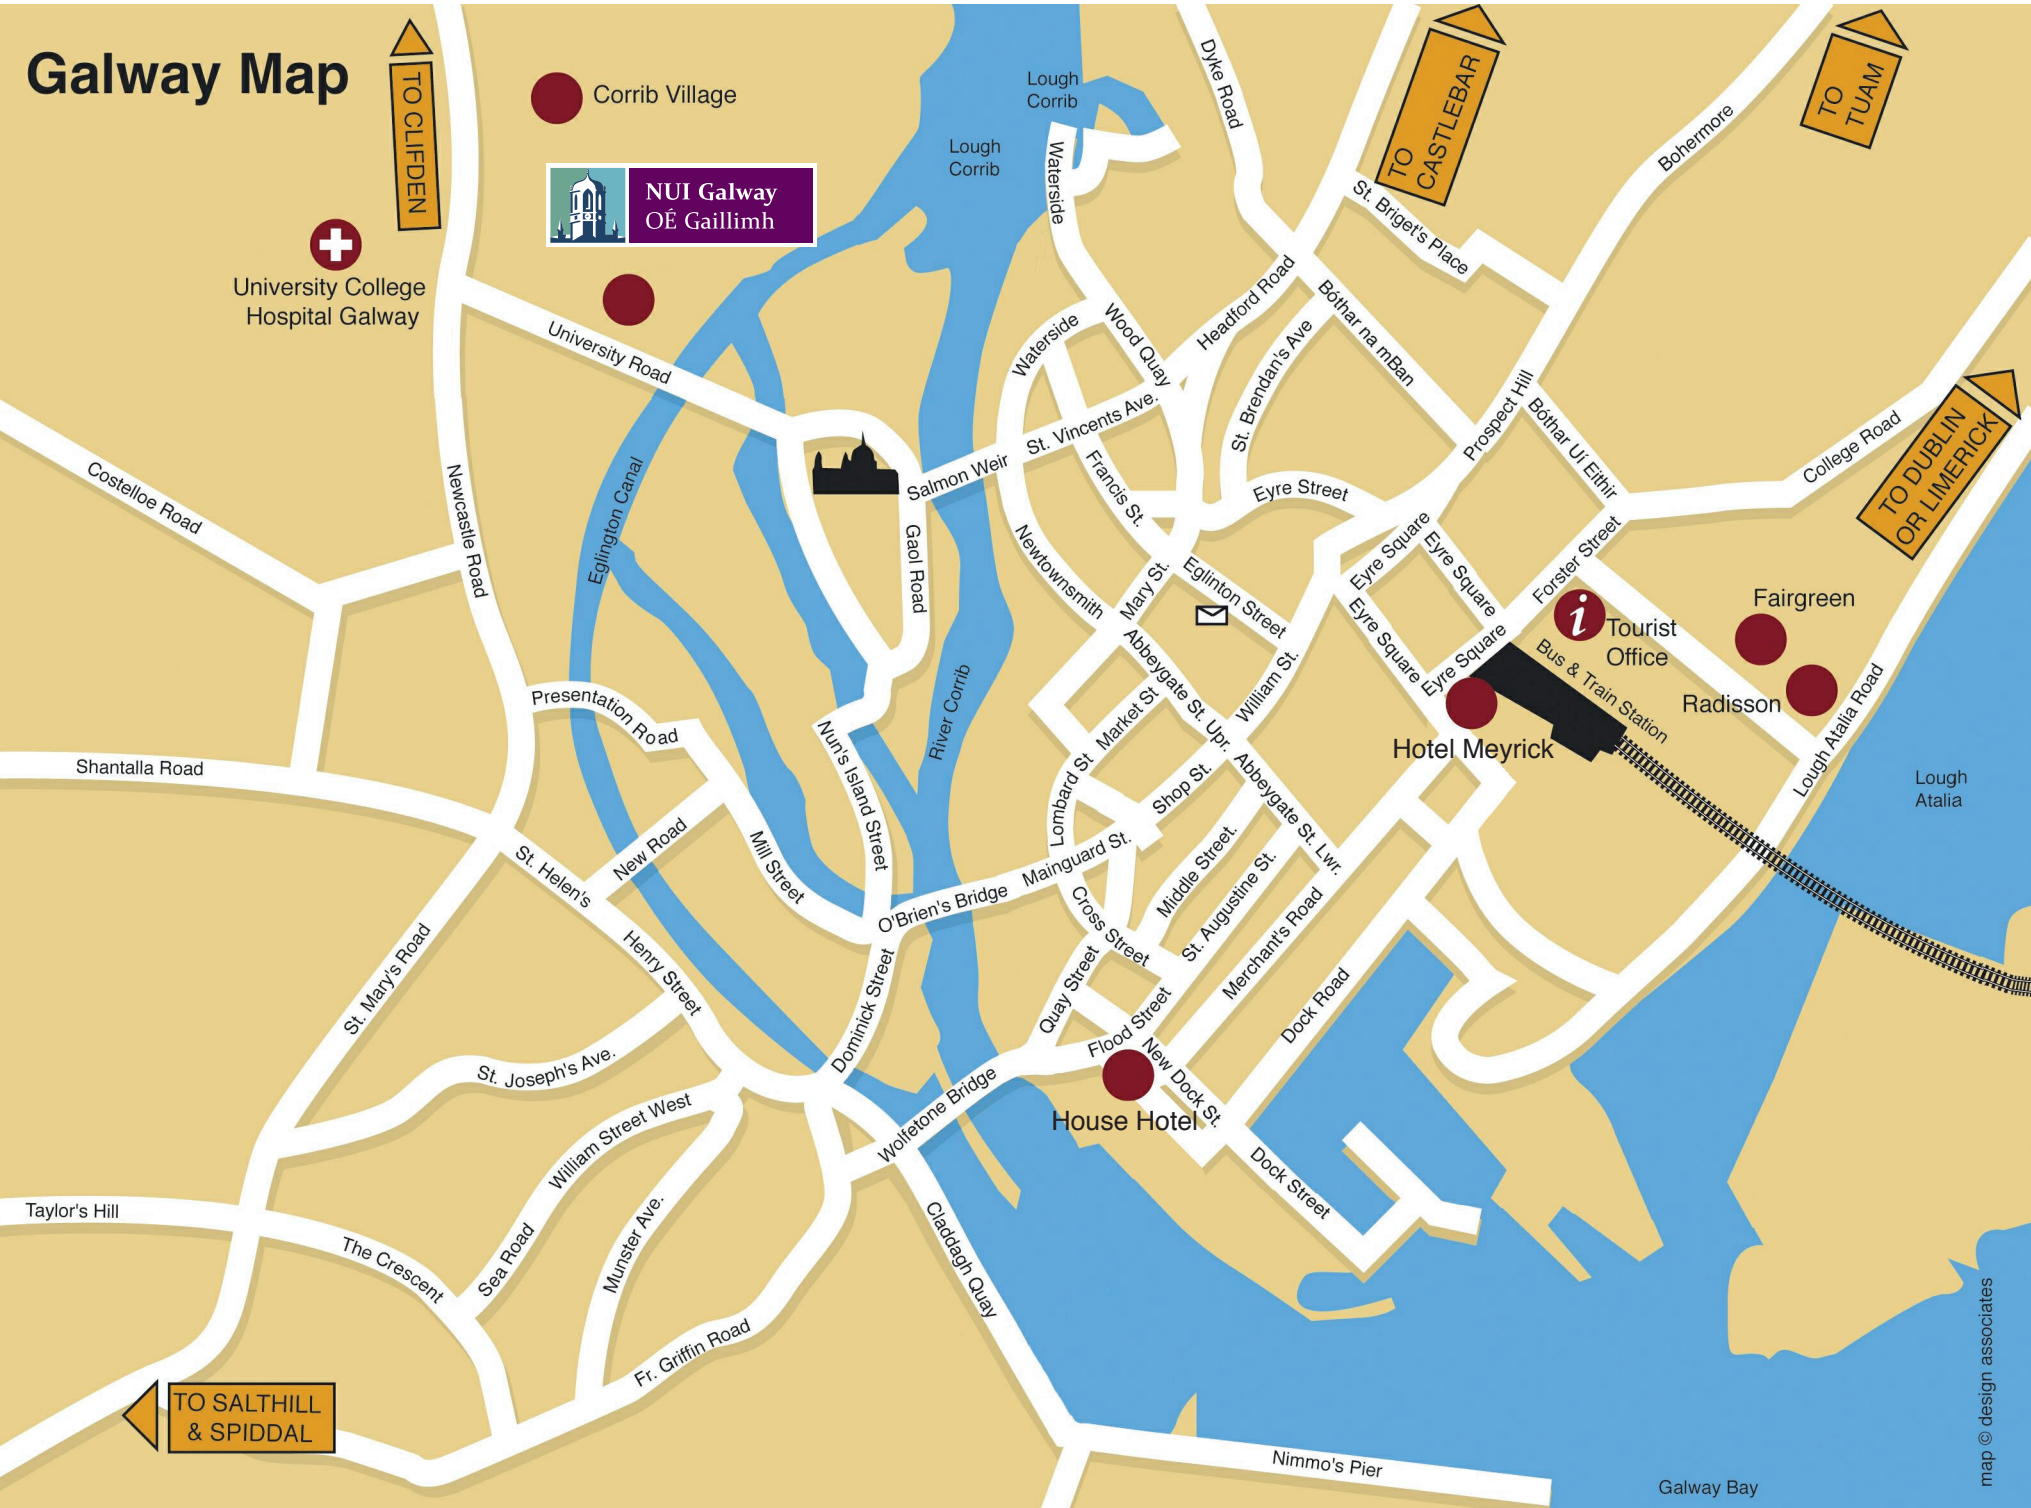 Galway Map
TO CLIFDEN
Corrib Village
NUI Galway
OÉ Gaillimh
University College
Hospital Galway
University Road
Lough
Corrib
Lough
Corrib
Waterside
Dyke Road
TO
CASTLEBAR
TO
TUAM
Bohermore
St. Briget's Place
Headford Road
Bóthar na mBan
Wood Quay
Waterside
St. Brendan's Ave
St. Vincents Ave.
Salmon Weir
Prospect Hill
Bóthar Uí Eithir
College Road
TO DUBLIN
OR LIMERICK
Costelloe Road
Newcastle Road
Eglington Canal
Gaol Road
Francis St.
Eyre Street
Newtownsmith
Mary St.
Eglinton Street
Eyre Square
Eyre Square
Eyre Square
Eyre Square
Forster Street
Tourist
Office
Fairgreen
Radisson
Bus & Train Station
Hotel Meyrick
Lough Atalia Road
Lough
Atalia
Presentation Road
River Corrib
Nun's Island Street
Abbeygate St. Upr.
Market St
William St.
Lombard St
Shop St.
Abbeygate St. Lwr.
Shantalla Road
St. Helen's
New Road
Mill Street
O'Brien's Bridge
Mainguard St.
Middle Street.
St. Augustine St.
Cross Street
Merchant's Road
Quay Street
Flood Street
Dock Road
New Dock St.
House Hotel
Dock Street
St. Mary's Road
Henry Street
Dominick Street
St. Joseph's Ave.
William Street West
Wolfetone Bridge
Taylor's Hill
The Crescent
Sea Road
Munster Ave.
Fr. Griffin Road
Claddagh Quay
TO SALTHILL
& SPIDDAL
Nimmo's Pier
Galway Bay
map © design associates